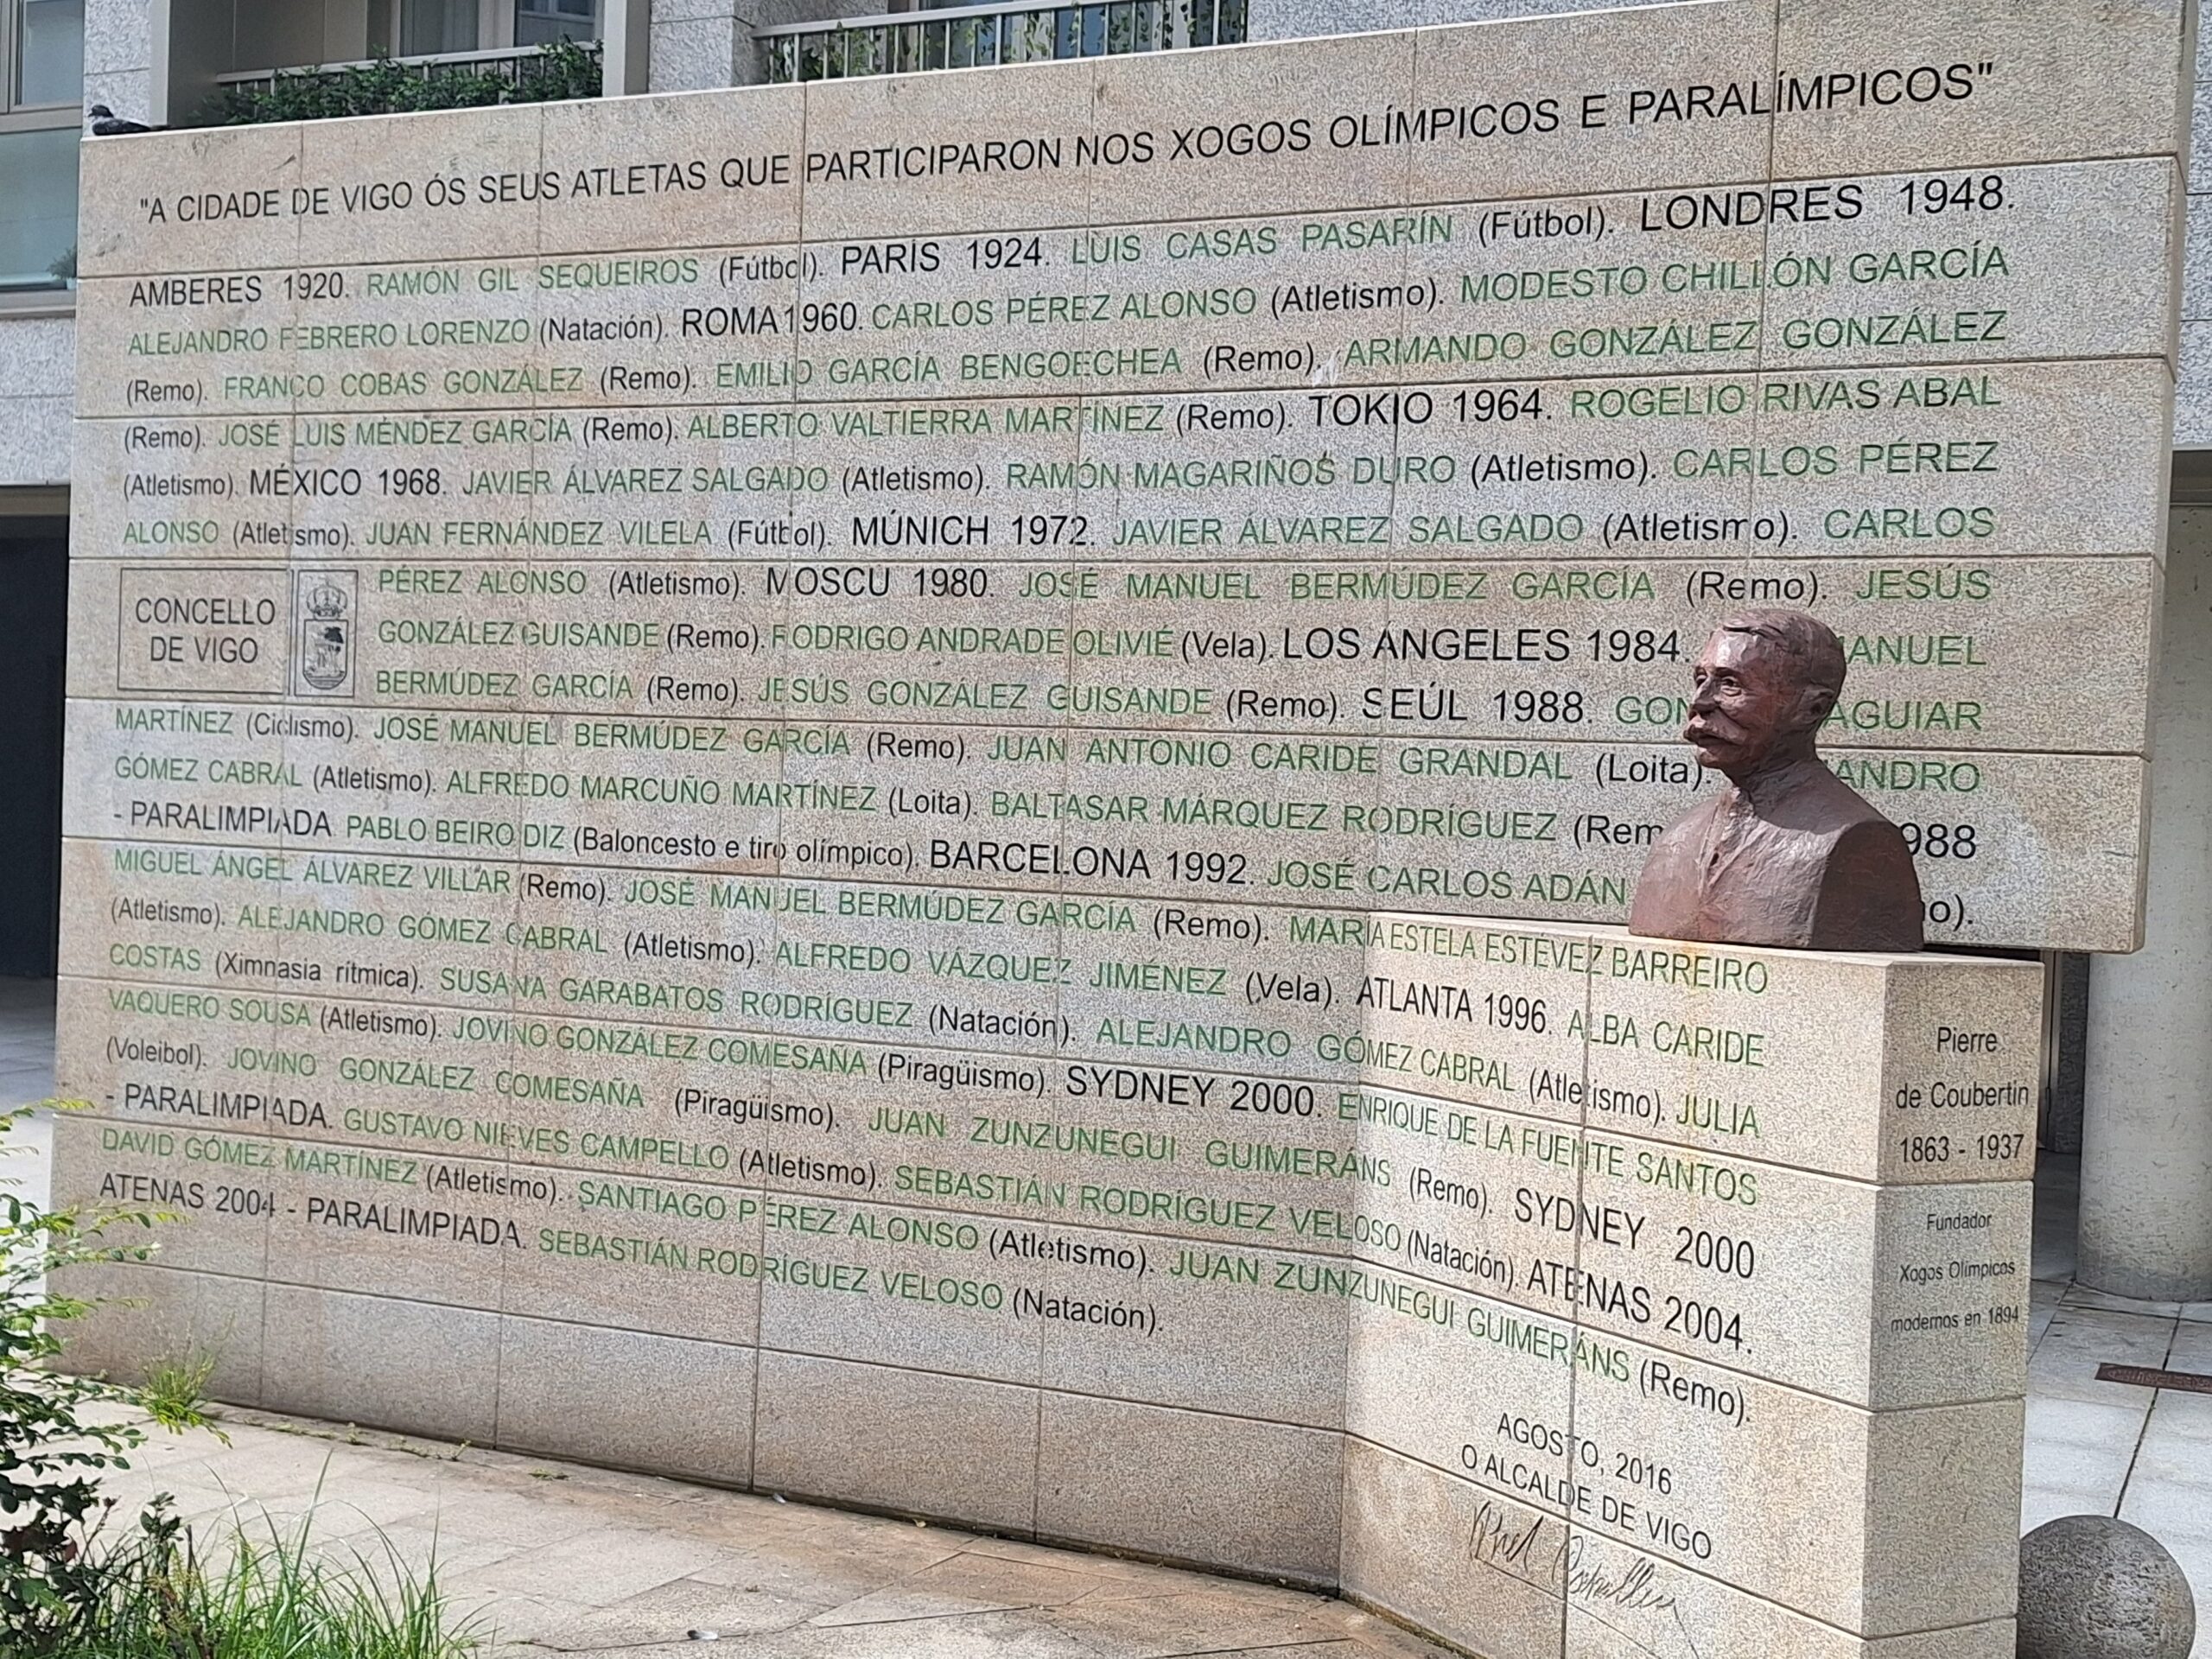 "A CIDADE DE VIGO ÓS SEUS ATLETAS QUE PARTICIPARON NOS XOGOS OLÍMPICOS E PARALÍMPICOS"
AMBERES 1920. RAMÓN GIL SEQUEIROS (Fútbol). PARÍS 1924. LUIS CASAS PASARÍN (Fútbol). LONDRES 1948.
ALEJANDRO FEBRERO LORENZO (Natación). ROMA 1960. CARLOS PÉREZ ALONSO (Atletismo). MODESTO CHILLÓN GARCÍA
(Remo). FRANCO COBAS GONZÁLEZ (Remo). EMILIO GARCÍA BENGOECHEA (Remo). ARMANDO GONZÁLEZ GONZÁLEZ
(Remo). JOSÉ LUIS MÉNDEZ GARCÍA (Remo). ALBERTO VALTIERRA MARTÍNEZ (Remo). TOKIO 1964. ROGELIO RIVAS ABAL
(Atletismo). MÉXICO 1968. JAVIER ÁLVAREZ SALGADO (Atletismo). RAMÓN MAGARIÑOS DURO (Atletismo). CARLOS PÉREZ
ALONSO (Atletismo). JUAN FERNÁNDEZ VILELA (Fútbol). MÚNICH 1972. JAVIER ÁLVAREZ SALGADO (Atletismo). CARLOS
CONCELLO
DE VIGO
PÉREZ ALONSO (Atletismo). MOSCU 1980. JOSÉ MANUEL BERMÚDEZ GARCÍA (Remo). JESÚS
GONZÁLEZ GUISANDE (Remo). RODRIGO ANDRADE OLIVIÉ (Vela). LOS ÁNGELES 1984. ANUEL
BERMÚDEZ GARCÍA (Remo). JESÚS GONZÁLEZ GUISANDE (Remo). SEÚL 1988. GON AGUIAR
MARTÍNEZ (Ciclismo). JOSÉ MANUEL BERMÚDEZ GARCÍA (Remo). JUAN ANTONIO CARIDE GRANDAL (Loita). ANDRO
GÓMEZ CABRAL (Atletismo). ALFREDO MARCUÑO MARTÍNEZ (Loita). BALTASAR MÁRQUEZ RODRÍGUEZ (Rem 988
- PARALIMPIADA. PABLO BEIRO DIZ (Baloncesto e tiro olímpico). BARCELONA 1992. JOSÉ CARLOS ADÁN o).
MIGUEL ÁNGEL ÁLVAREZ VILLAR (Remo). JOSÉ MANUEL BERMÚDEZ GARCÍA (Remo). MARÍA ESTELA ESTEVEZ BARREIRO
(Atletismo). ALEJANDRO GÓMEZ CABRAL (Atletismo). ALFREDO VÁZQUEZ JIMÉNEZ (Vela). ATLANTA 1996. ALBA CARIDE
COSTAS (Ximnasia rítmica). SUSANA GARABATOS RODRÍGUEZ (Natación). ALEJANDRO GÓMEZ CABRAL (Atletismo). JULIA
VAQUERO SOUSA (Atletismo). JOVINO GONZÁLEZ COMESAÑA (Piragüismo). SYDNEY 2000. ENRIQUE DE LA FUENTE SANTOS
(Voleibol). JOVINO GONZÁLEZ COMESAÑA (Piragüismo). JUAN ZUNZUNEGUI GUIMERÁNS (Remo). SYDNEY 2000
- PARALIMPIADA. GUSTAVO NIEVES CAMPELLO (Atletismo). SEBASTIÁN RODRÍGUEZ VELOSO (Natación). ATENAS 2004.
DAVID GÓMEZ MARTÍNEZ (Atletismo). SANTIAGO PÉREZ ALONSO (Atletismo). JUAN ZUNZUNEGUI GUIMERÁNS (Remo).
ATENAS 2004 - PARALIMPIADA. SEBASTIÁN RODRÍGUEZ VELOSO (Natación).
AGOSTO, 2016
O ALCALDE DE VIGO
Pierre
de Coubertin
1863 - 1937
Fundador
Xogos Olímpicos
modernos en 1894